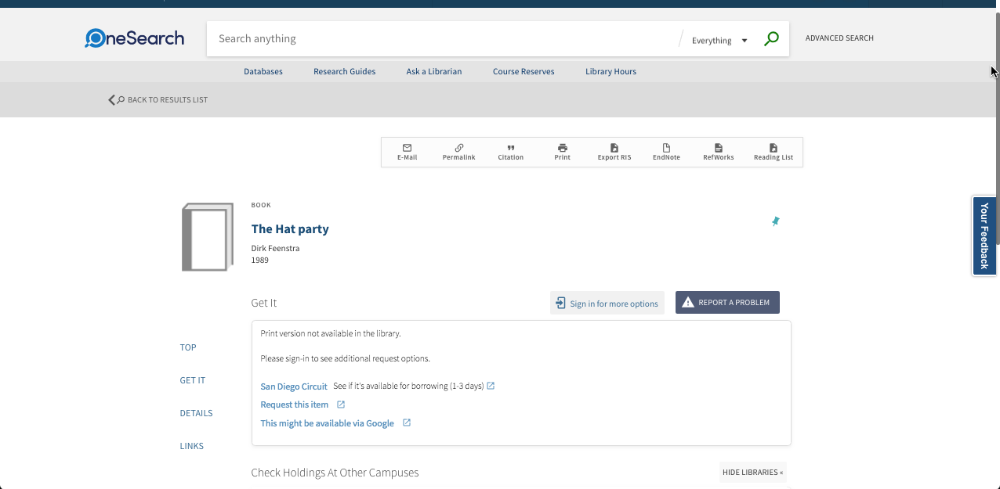 OneSearch
Search anything
Everything
ADVANCED SEARCH
Databases Research Guides Ask a Librarian Course Reserves Library Hours
BACK TO RESULTS LIST
E-Mail Permalink Citation Print Export RIS EndNote RefWorks Reading List
BOOK
The Hat party
Dirk Feenstra
1989
Your Feedback
Get It
Sign in for more options
REPORT A PROBLEM
TOP
GET IT
DETAILS
LINKS
Print version not available in the library.
Please sign-in to see additional request options.
San Diego Circuit See if it's available for borrowing (1-3 days)
Request this item
This might be available via Google
Check Holdings At Other Campuses
HIDE LIBRARIES «